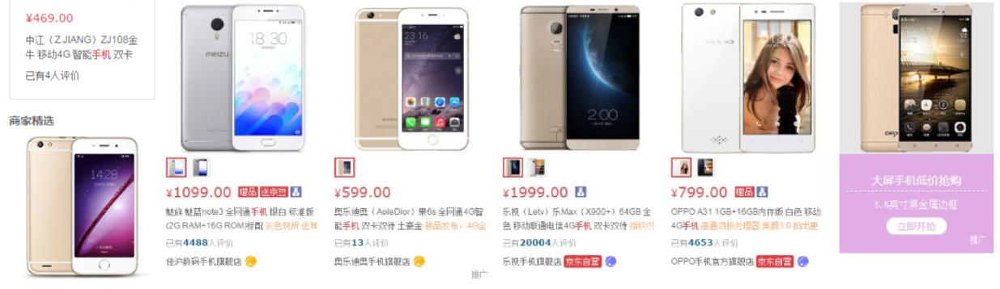 ¥469.00
中江（ZJIANG）ZJ108金
牛 移动4G 智能手机 双卡
已有4人评价
商家精选
14:28
meizu
18:30
¥1099.00 赠品 送京豆
魅族 魅蓝note3 全网通手机 银白 标准版
(2G RAM+16G ROM)标配 灰色现货 送耳
已有4488人评价
佳沪数码手机旗舰店
23:16
¥599.00
奥乐迪奥（AoleDior）果6s 全网通4G智
能手机 双卡双待 土豪金 新品发布，4G全
已有13人评价
奥乐迪奥手机旗舰店
推广
2:00
¥1999.00
乐视（Letv）乐Max（X900+）64GB 金
色 移动联通电信4G手机 双卡双待 指纹识
已有20004人评价
乐视手机旗舰店 京东自营
oppo
¥799.00 赠品
OPPO A31 1GB+16GB内存版 白色 移动
4G手机 高通四核处理器 美颜3.0 拍出更
已有4653人评价
OPPO手机官方旗舰店 京东自营
大屏手机低价抢购
5.5英寸屏金属边框
立即开抢
推广